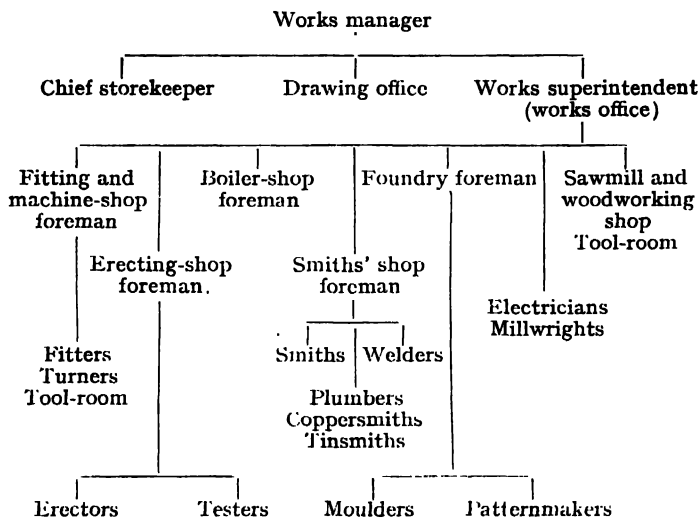 Works manager
Chief storekeeper
Drawing office
Works superintendent
(works office)
Fitting and
machine-shop
foreman
Boiler-shop
foreman
Foundry foreman
Sawmill and
woodworking
shop
Tool-room
Erecting-shop
foreman.
Smiths' shop
foreman
Electricians
Millwrights
Fitters
Turners
Tool-room
Smiths
Welders
Plumbers
Coppersmiths
Tinsmiths
Erectors
Testers
Moulders
Patternmakers